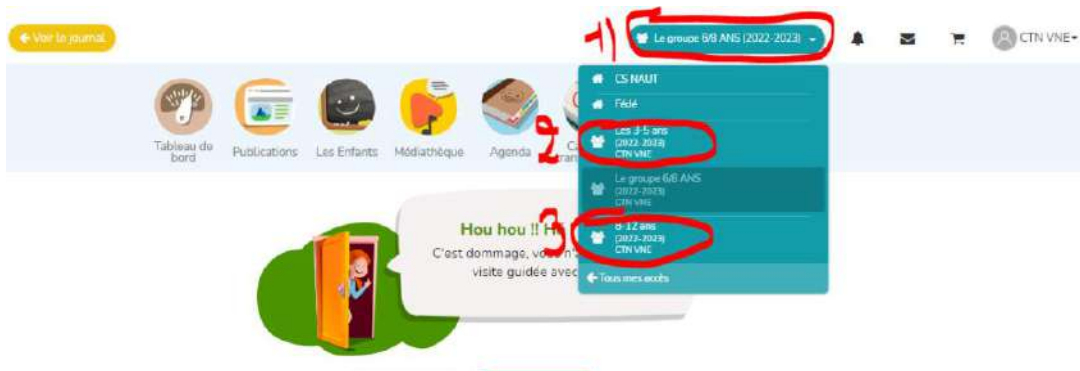 ← Voir le journal
1)
Le groupe 6/8 ANS (2022-2023)
CTN VNE
CS NAUT
Fédé
2
Les 3-5 ans
(2022-2023)
CTN VNE
Le groupe 6/8 ANS
(2022-2023)
CTN VNE
3
8-12 ans
(2022-2023)
CTN VNE
← Tous mes accès
Tableau de
bord
Publications
Les Enfants
Médiathèque
Agenda
Hou hou !!
C'est dommage, vous
visite guidée avec